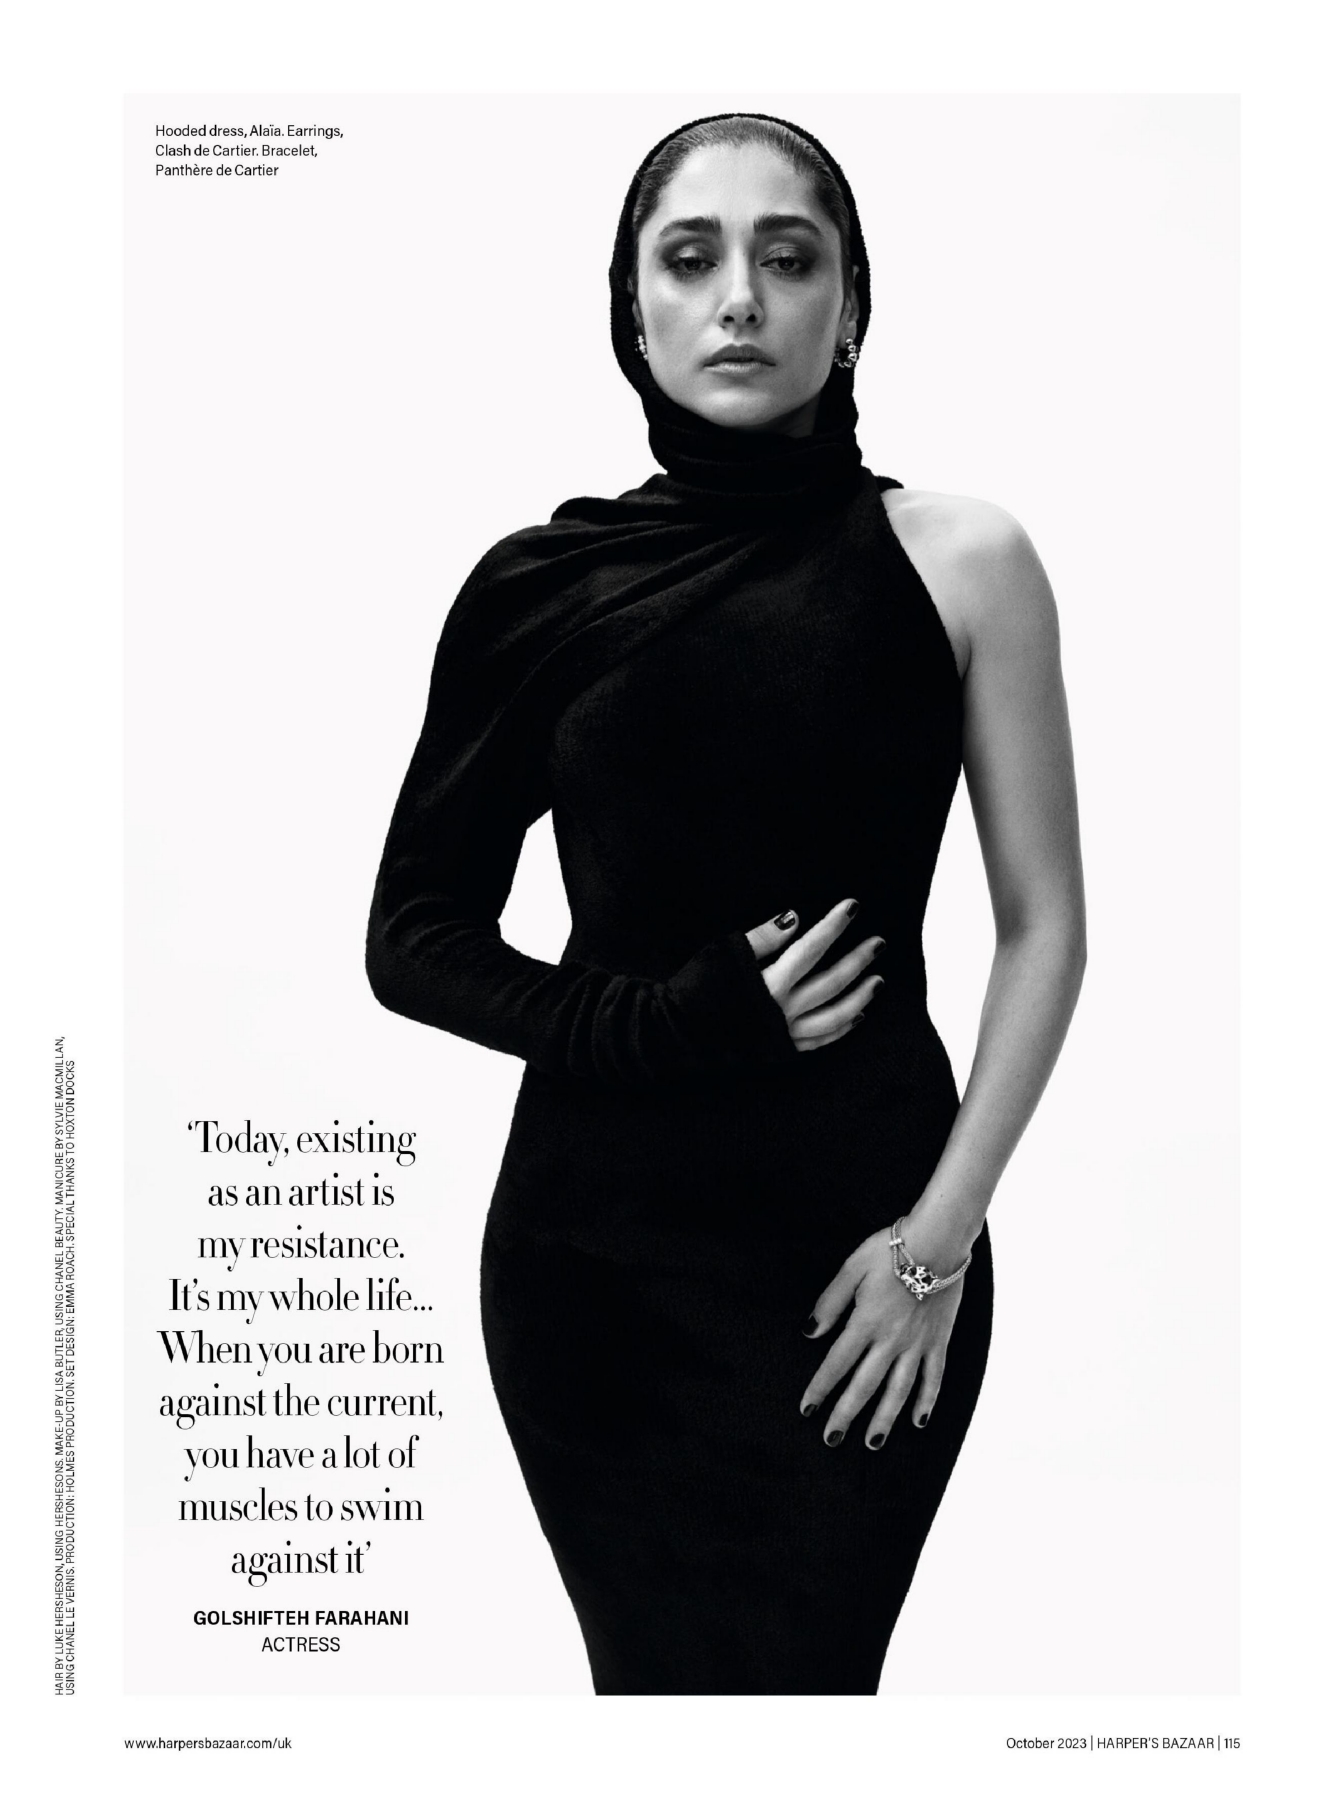 Hooded dress, Alaïa. Earrings,
Clash de Cartier. Bracelet,
Panthère de Cartier
‘Today, existing
as an artist is
my resistance.
It’s my whole life...
When you are born
against the current,
you have a lot of
muscles to swim
against it’
GOLSHIFTEH FARAHANI
ACTRESS
HAIR BY LUKE HERSHESON, USING HERSHESONS. MAKE-UP BY LISA BUTLER, USING CHANEL BEAUTY. MANICURE BY SYLVIE MACMILLAN,
USING CHANEL LE VERNIS. PRODUCTION: HOLMES PRODUCTION. SET DESIGN: EMMA ROACH. SPECIAL THANKS TO HOXTON DOCKS
www.harpersbazaar.com/uk
October 2023 | HARPER’S BAZAAR | 115